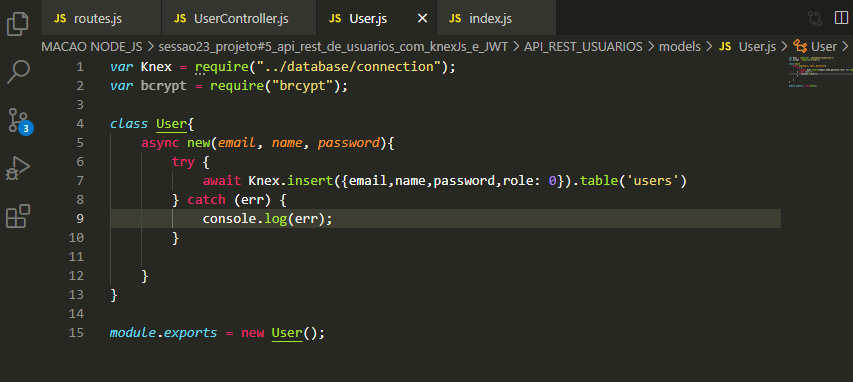 JS routes.js JS UserController.js JS User.js × JS index.js
MACAO NODE_JS > sessao23_projeto#5_api_rest_de_usuarios_com_knexJs_e_JWT > API_REST_USUARIOS > models > JS User.js > User >
1 var Knex = require("../database/connection");
2 var bcrypt = require("brcypt");
3
4 class User{
5 async new(email, name, password){
6 try {
7 await Knex.insert({email,name,password,role: 0}).table('users')
8 } catch (err) {
9 console.log(err);
10 }
11
12 }
13 }
14
15 module.exports = new User();
3